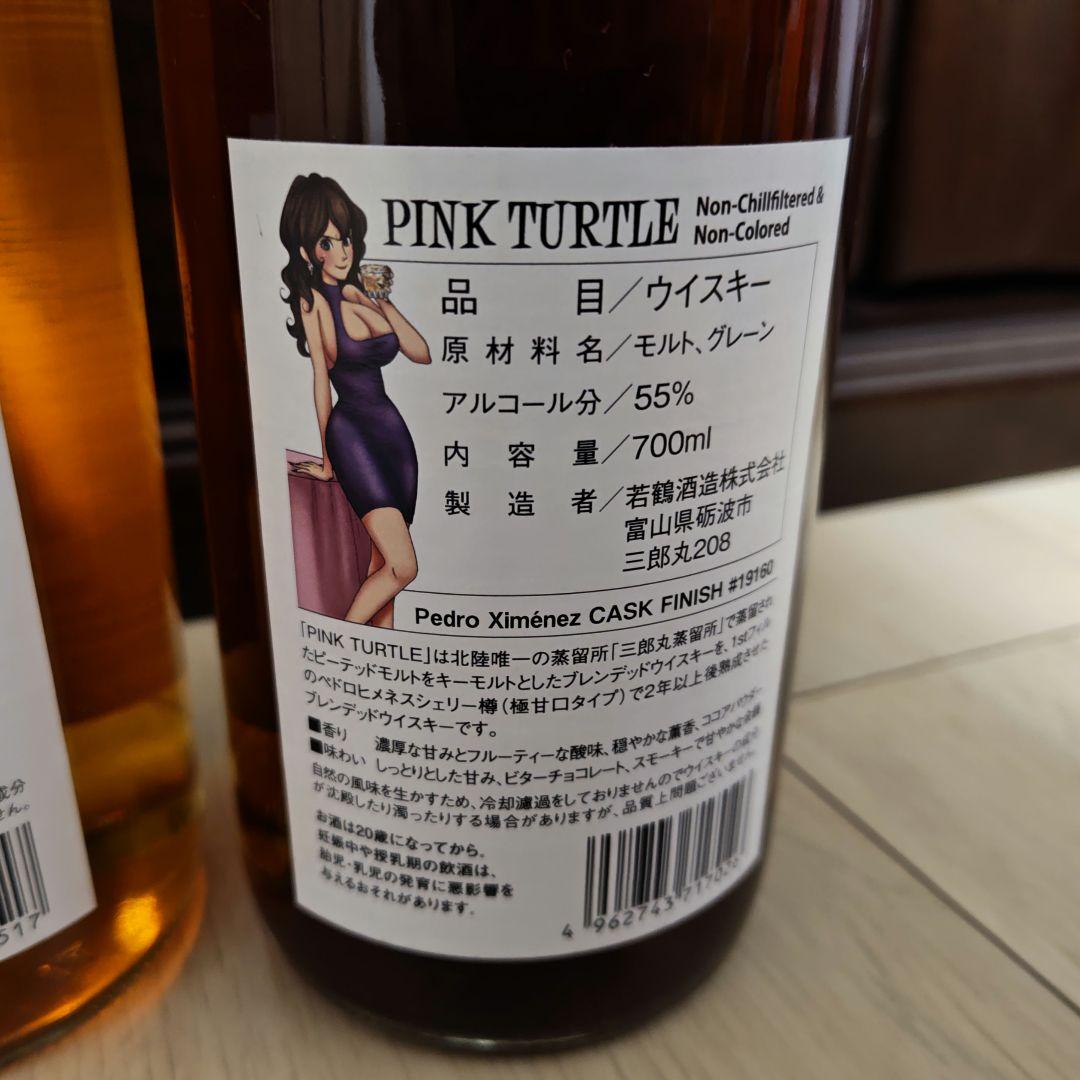 PINK TURTLE
Non-Chillfiltered &
Non-Colored
品目／ウイスキー
原材料名／モルト、グレーン
アルコール分／55%
内容量／700ml
製造者／若鶴酒造株式会社
富山県砺波市
三郎丸208
Pedro Ximénez CASK FINISH #19160
「PINK TURTLE」は北陸唯一の蒸留所「三郎丸蒸留所」で蒸留され
たピーテッドモルトをキーモルトとしたブレンデッドウイスキーを、1stフィル
のペドロヒメネスシェリー樽（極甘口タイプ）で2年以上後熟成させた
ブレンデッドウイスキーです。
■香り 濃厚な甘みとフルーティーな酸味、穏やかな薫香、ココアパウダー
■味わい しっとりとした甘み、ビターチョコレート、スモーキーで甘やかな余韻
自然の風味を生かすため、冷却濾過をしておりませんのでウイスキーの成分
が沈殿したり濁ったりする場合がありますが、品質上問題ございません。
お酒は20歳になってから。
妊娠中や授乳期の飲酒は、
胎児・乳児の発育に悪影響を
与えるおそれがあります。
4 962743 717020
成分
せん。
517